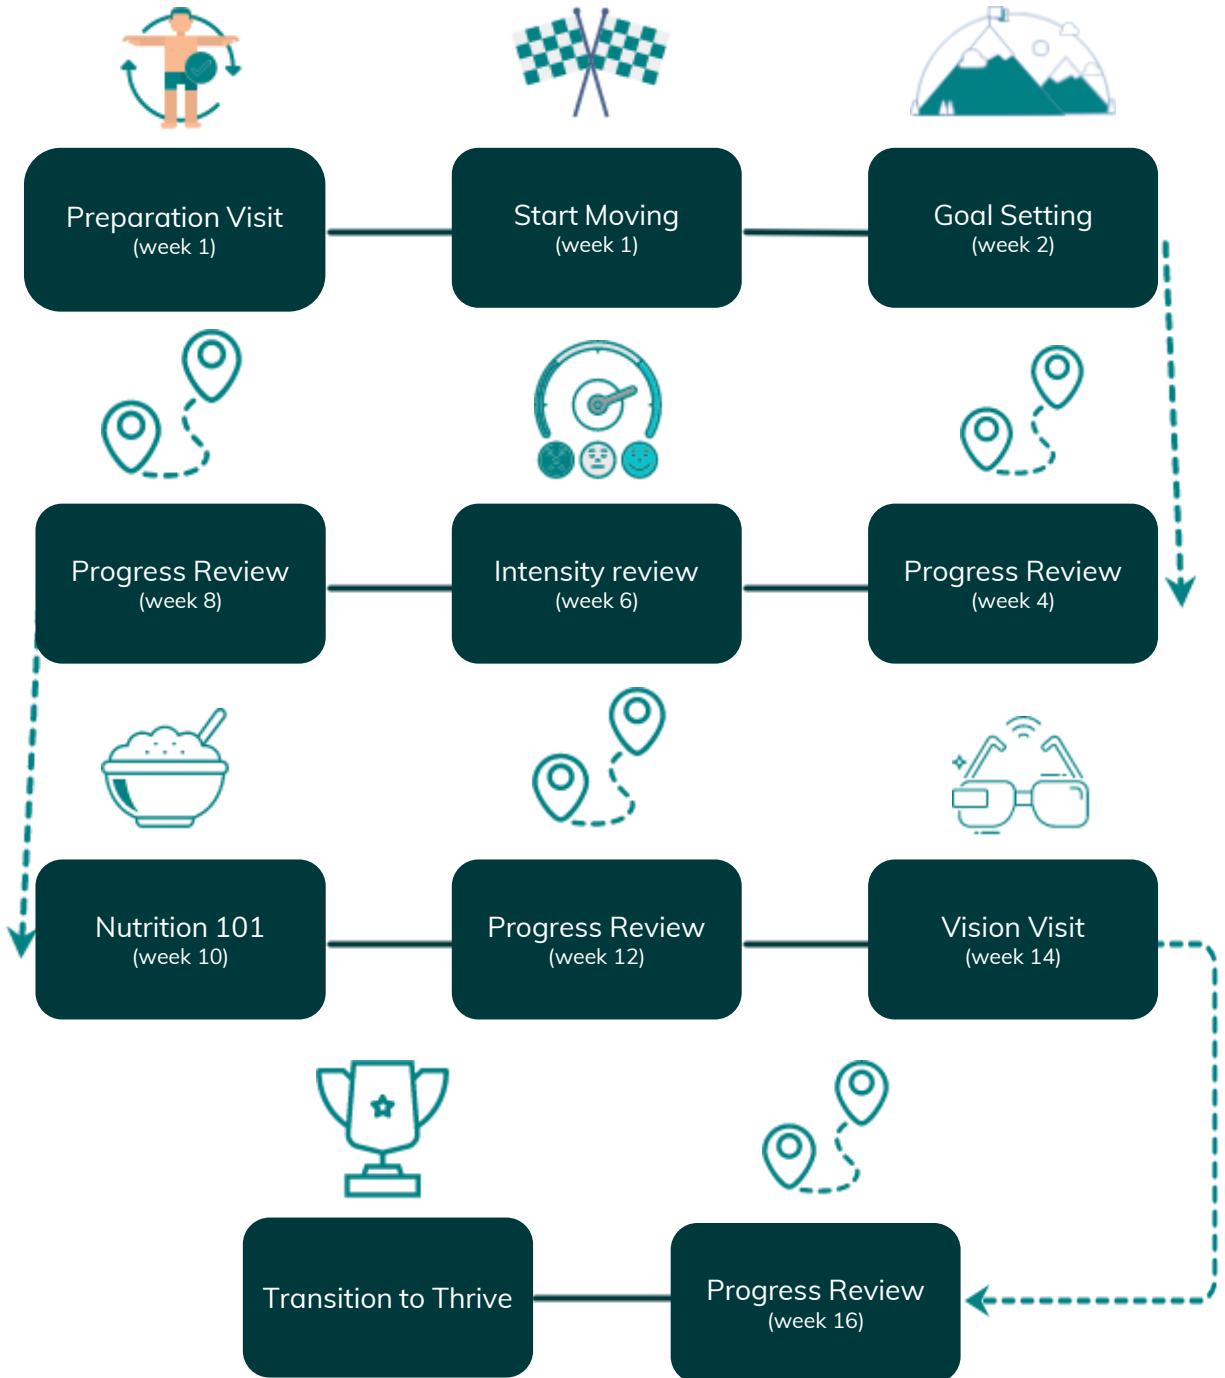 Preparation Visit
(week 1)
Start Moving
(week 1)
Goal Setting
(week 2)
Progress Review
(week 8)
Intensity review
(week 6)
Progress Review
(week 4)
Nutrition 101
(week 10)
Progress Review
(week 12)
Vision Visit
(week 14)
Transition to Thrive
Progress Review
(week 16)